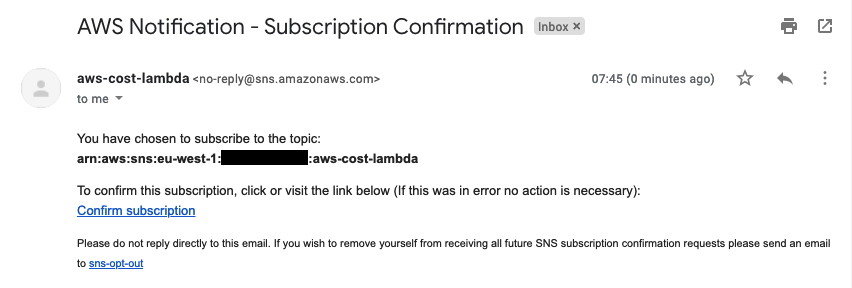 AWS Notification - Subscription Confirmation Inbox ×
aws-cost-lambda <no-reply@sns.amazonaws.com> 07:45 (0 minutes ago)
to me
You have chosen to subscribe to the topic:
arn:aws:sns:eu-west-1: :aws-cost-lambda
To confirm this subscription, click or visit the link below (If this was in error no action is necessary):
Confirm subscription
Please do not reply directly to this email. If you wish to remove yourself from receiving all future SNS subscription confirmation requests please send an email
to sns-opt-out